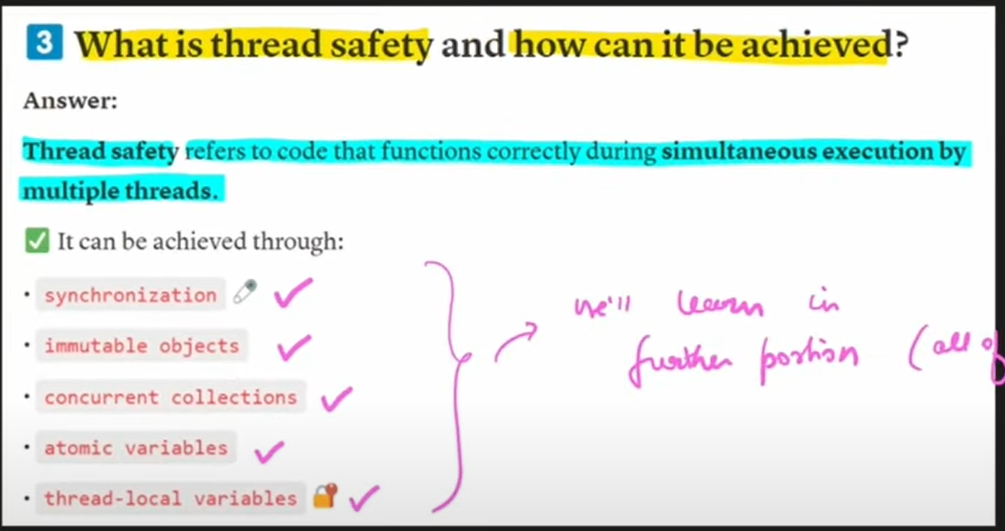 3 What is thread safety and how can it be achieved?
Answer:
Thread safety refers to code that functions correctly during simultaneous execution by
multiple threads.
✅ It can be achieved through:
• synchronization
• immutable objects
• concurrent collections
• atomic variables
• thread-local variables 🔐
we'll learn in
further portion (all of